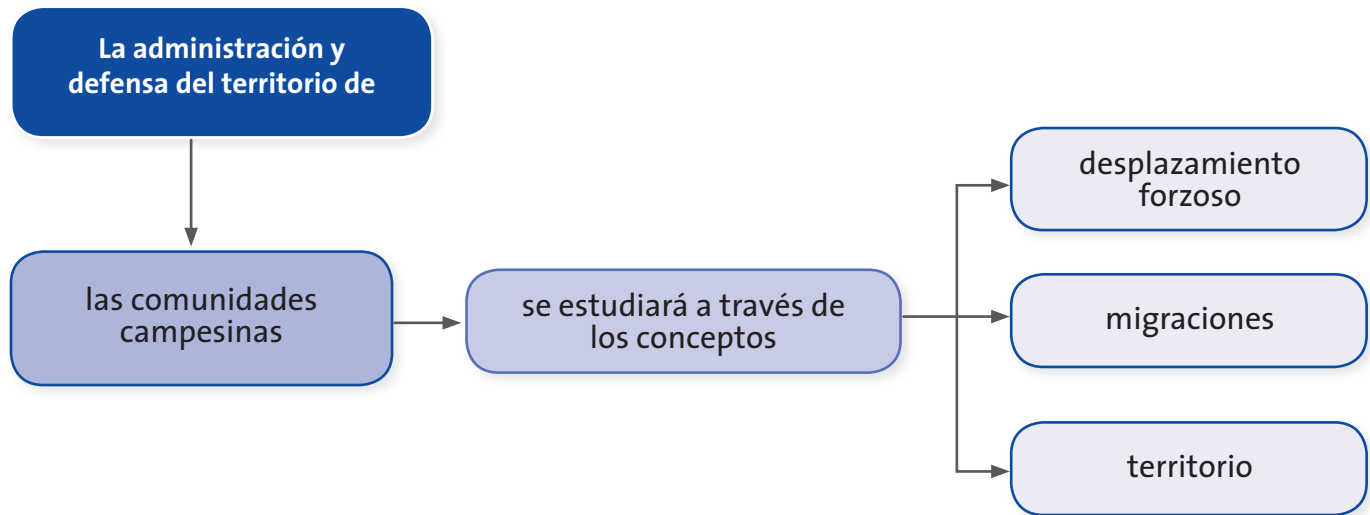 La administración y
defensa del territorio de
las comunidades
campesinas
se estudiará a través de
los conceptos
desplazamiento
forzoso
migraciones
territorio